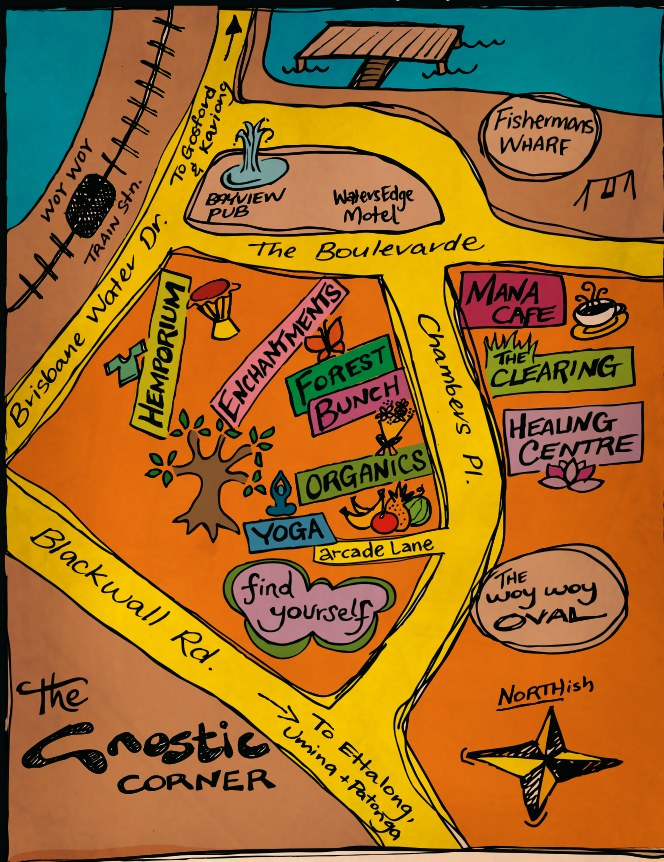 To Gosford
& Kariong
Fishermans
WHARF
WOY WOY
TRAIN Stn.
BAYVIEW
PUB
WatersEdge
Motel
The Boulevarde
Brisbane Water Dr.
HEMPORIUM
ENCHANTMENTS
FOREST
BUNCH
Chambers Pl.
MANA
CAFE
THE
CLEARING
HEALING
CENTRE
ORGANICS
YOGA
arcade Lane
find
yourself
THE
woy woy
OVAL
Blackwall Rd.
The
Gnostic
CORNER
To Ettalong,
Umina + Patonga
NORTHish